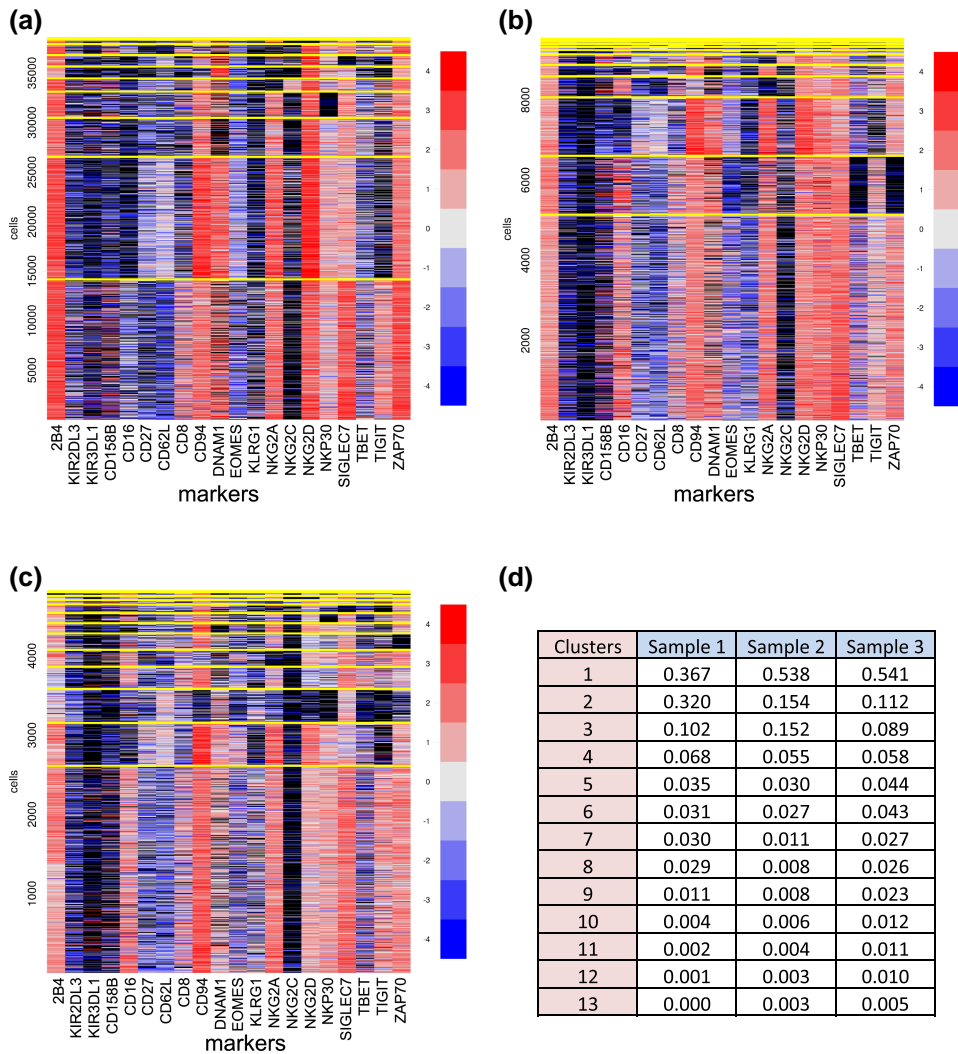 (a)
35000
30000
25000
20000
15000
10000
5000
cells
4
3
2
1
0
-1
-2
-3
-4
2B4
KIR2DL3
KIR3DL1
CD158B
CD16
CD27
CD62L
CD8
CD94
DNAM1
EOMES
KLRG1
NKG2A
NKG2C
NKG2D
NKP30
SIGLEC7
TBET
TIGIT
ZAP70
markers
(b)
8000
6000
4000
2000
cells
4
3
2
1
0
-1
-2
-3
-4
2B4
KIR2DL3
KIR3DL1
CD158B
CD16
CD27
CD62L
CD8
CD94
DNAM1
EOMES
KLRG1
NKG2A
NKG2C
NKG2D
NKP30
SIGLEC7
TBET
TIGIT
ZAP70
markers
(c)
4000
3000
2000
1000
cells
4
3
2
1
0
-1
-2
-3
-4
2B4
KIR2DL3
KIR3DL1
CD158B
CD16
CD27
CD62L
CD8
CD94
DNAM1
EOMES
KLRG1
NKG2A
NKG2C
NKG2D
NKP30
SIGLEC7
TBET
TIGIT
ZAP70
markers
(d)
Clusters Sample 1 Sample 2 Sample 3
1 0.367 0.538 0.541
2 0.320 0.154 0.112
3 0.102 0.152 0.089
4 0.068 0.055 0.058
5 0.035 0.030 0.044
6 0.031 0.027 0.043
7 0.030 0.011 0.027
8 0.029 0.008 0.026
9 0.011 0.008 0.023
10 0.004 0.006 0.012
11 0.002 0.004 0.011
12 0.001 0.003 0.010
13 0.000 0.003 0.005